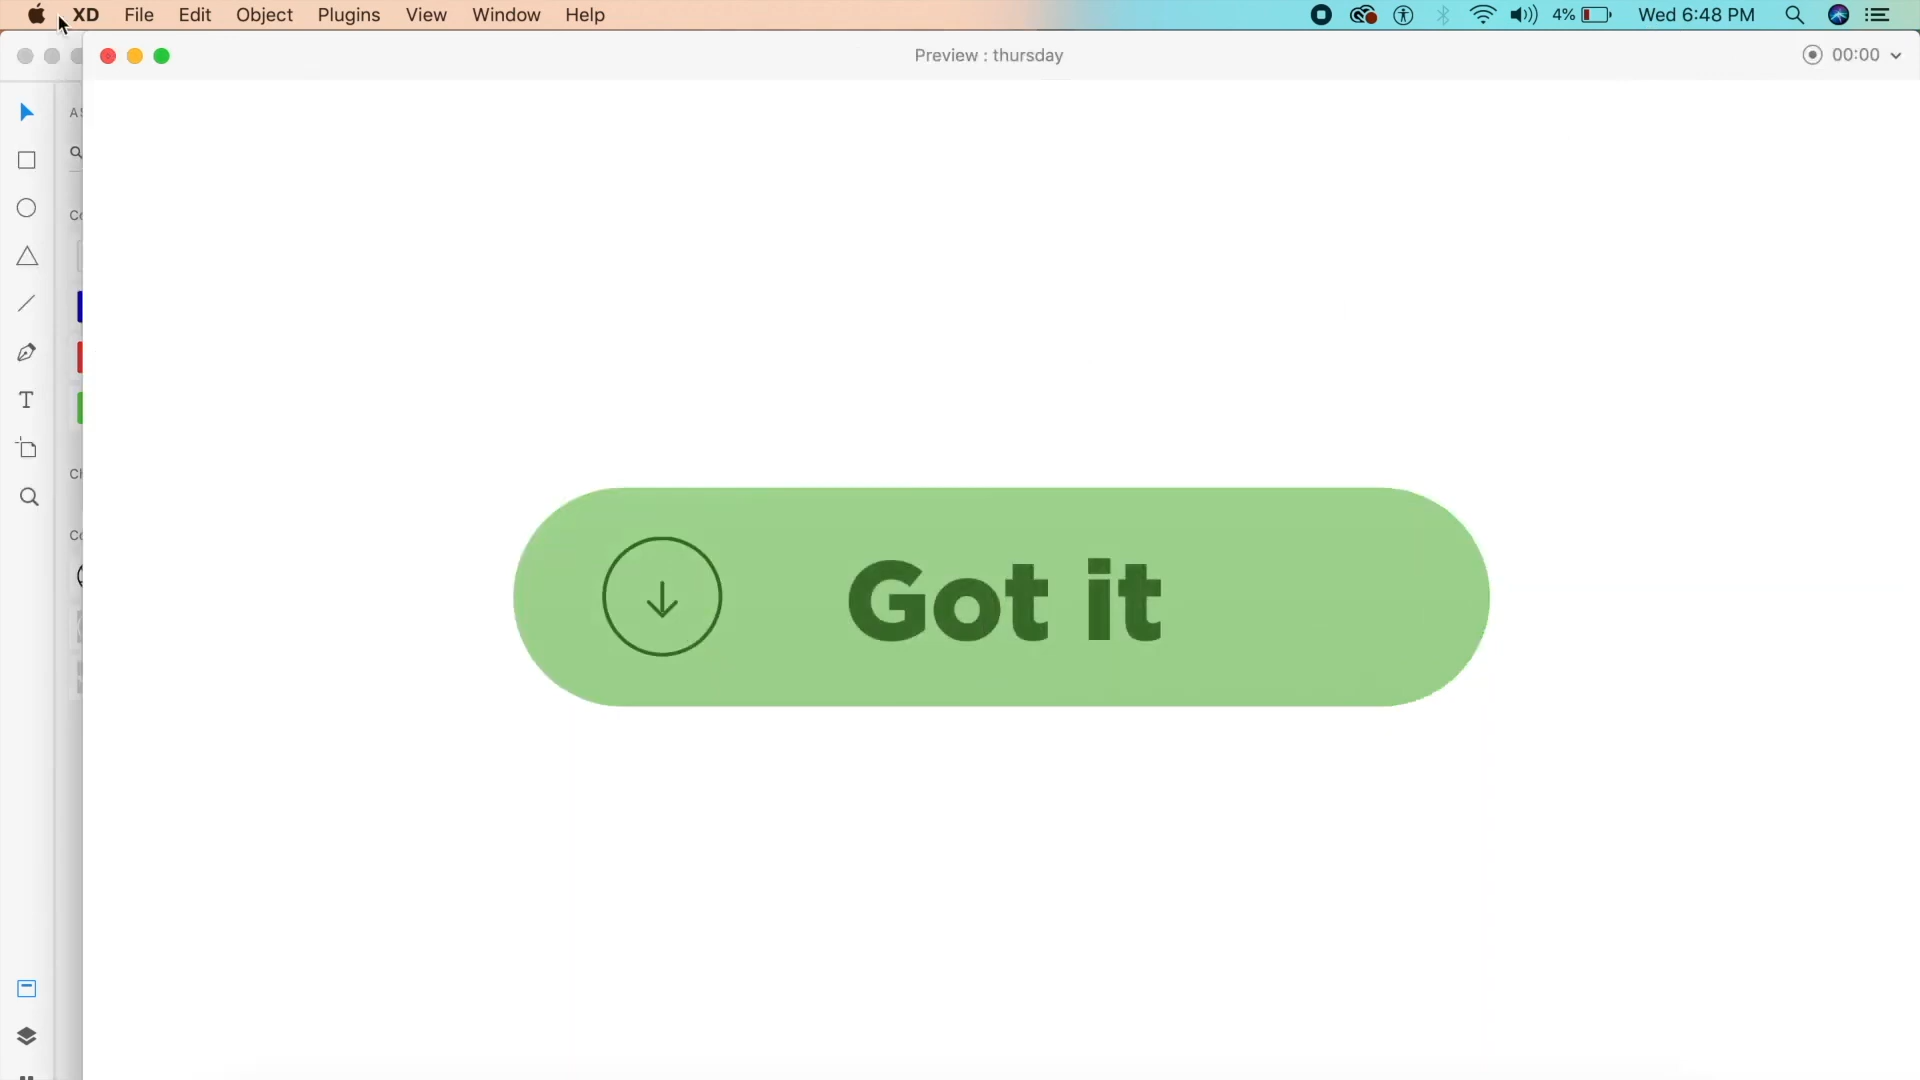 XD File Edit Object Plugins View Window Help 4% Wed 6:48 PM
Preview : thursday 00:00
Got it